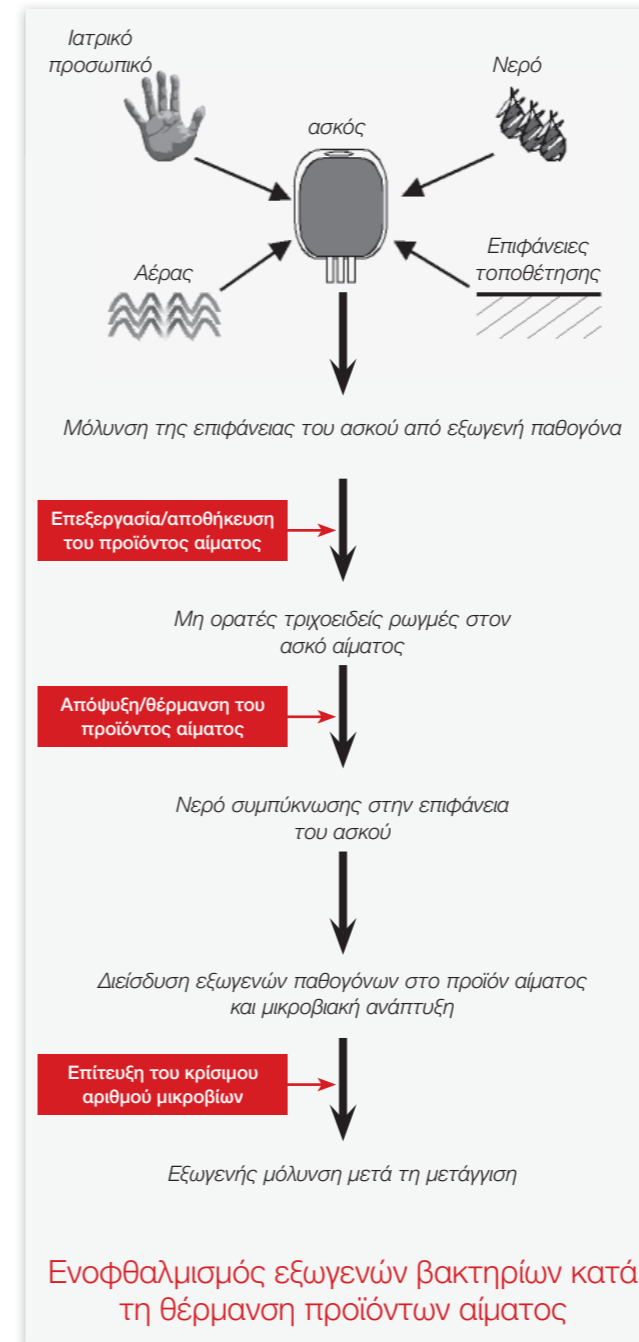 Ιατρικό
προσωπικό
Νερό
ασκός
Αέρας
Επιφάνειες
τοποθέτησης
Μόλυνση της επιφάνειας του ασκού από εξωγενή παθογόνα
Επεξεργασία/αποθήκευση
του προϊόντος αίματος
Μη ορατές τριχοειδείς ρωγμές στον
ασκό αίματος
Απόψυξη/θέρμανση του
προϊόντος αίματος
Νερό συμπύκνωσης στην επιφάνεια
του ασκού
Διείσδυση εξωγενών παθογόνων στο προϊόν αίματος
και μικροβιακή ανάπτυξη
Επίτευξη του κρίσιμου
αριθμού μικροβίων
Εξωγενής μόλυνση μετά τη μετάγγιση
Ενοφθαλμισμός εξωγενών βακτηρίων κατά
τη θέρμανση προϊόντων αίματος